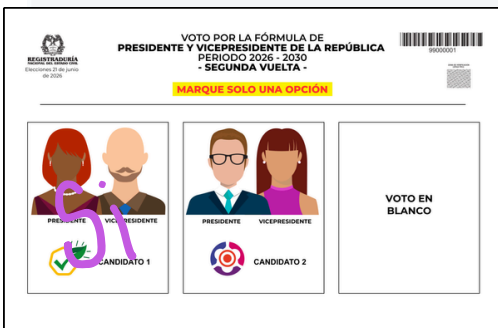 VOTO POR LA FÓRMULA DE
PRESIDENTE Y VICEPRESIDENTE DE LA REPÚBLICA
PERIODO 2026 - 2030
- SEGUNDA VUELTA -
REGISTRADURÍA
NACIONAL DEL ESTADO CIVIL
Elecciones 21 de junio
de 2026
99000001
MARQUE SOLO UNA OPCIÓN
Si
PRESIDENTE VICEPRESIDENTE
CANDIDATO 1
PRESIDENTE VICEPRESIDENTE
CANDIDATO 2
VOTO EN
BLANCO